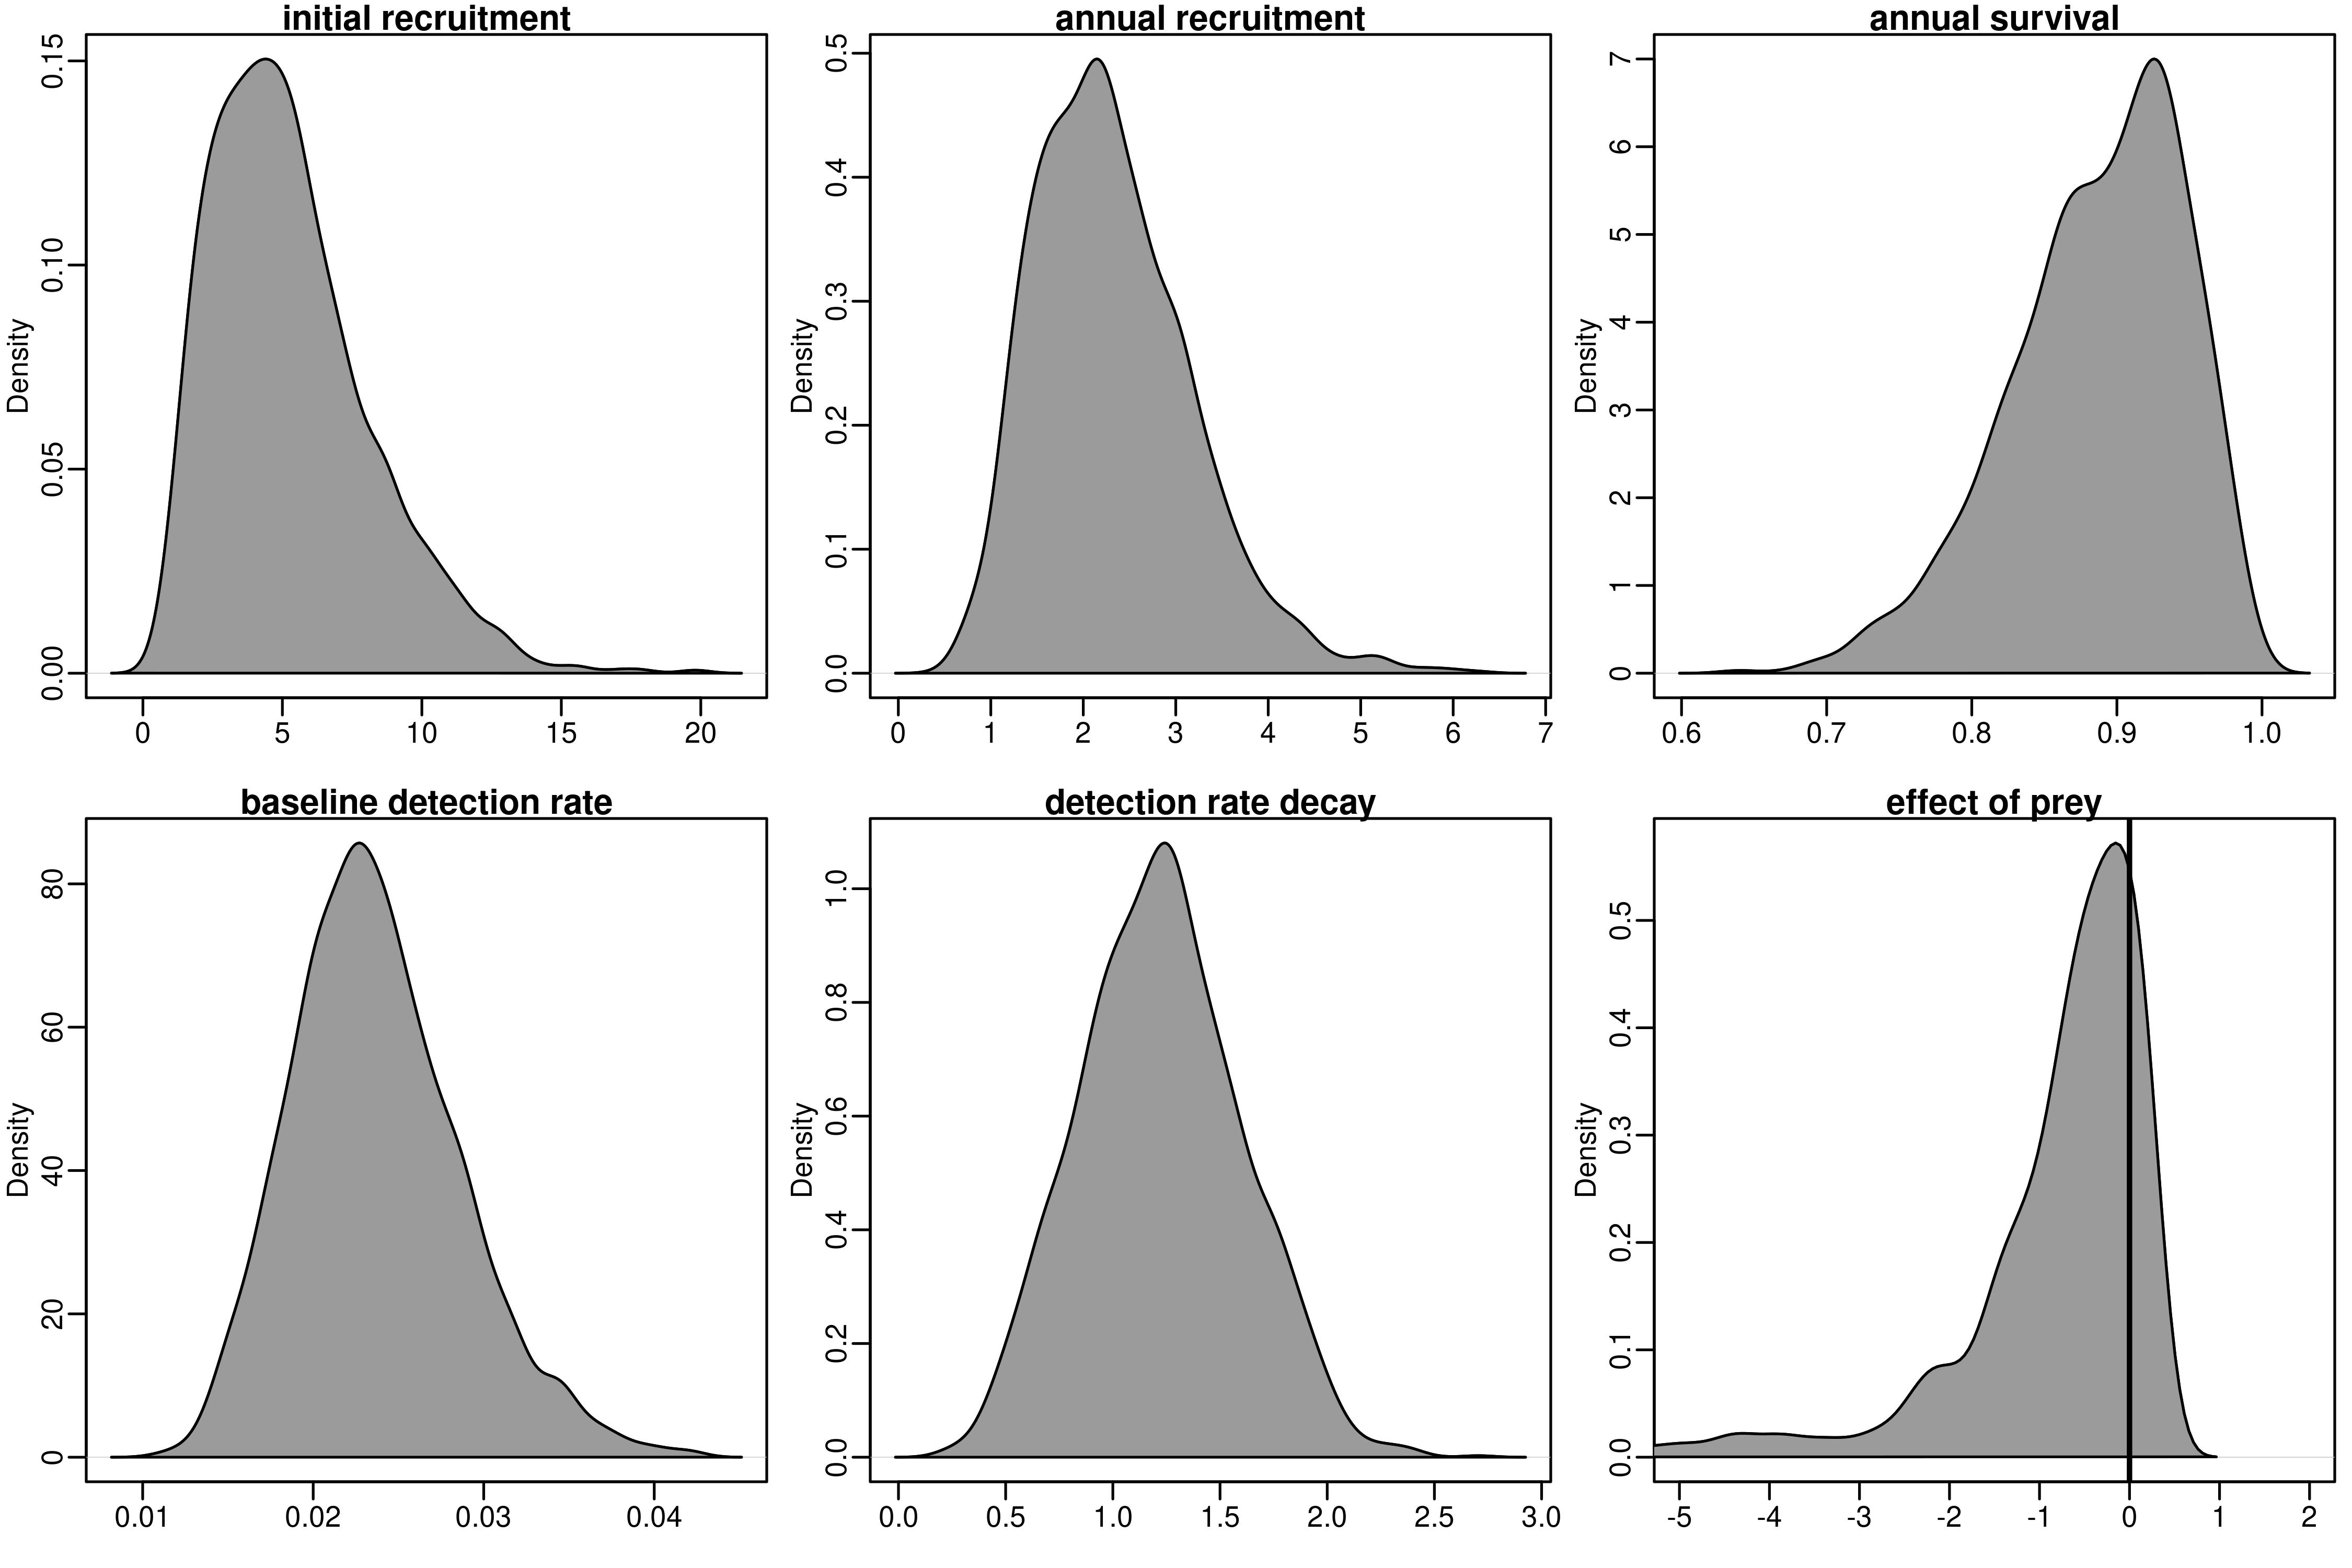 initial recruitment
Density
0.00 0.05 0.10 0.15
0 5 10 15 20
annual recruitment
Density
0.0 0.1 0.2 0.3 0.4 0.5
0 1 2 3 4 5 6 7
annual survival
Density
0 1 2 3 4 5 6 7
0.6 0.7 0.8 0.9 1.0
baseline detection rate
Density
0 20 40 60 80
0.01 0.02 0.03 0.04
detection rate decay
Density
0.0 0.2 0.4 0.6 0.8 1.0
0.0 0.5 1.0 1.5 2.0 2.5 3.0
effect of prey
Density
0.0 0.1 0.2 0.3 0.4 0.5
-5 -4 -3 -2 -1 0 1 2